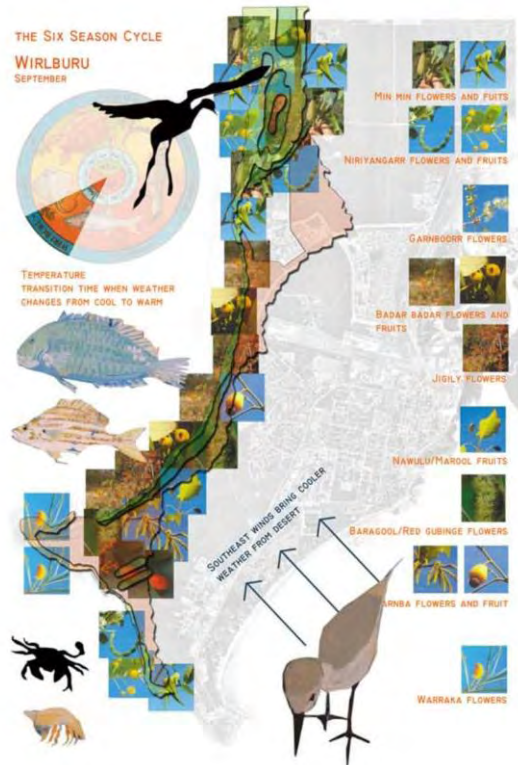 THE SIX SEASON CYCLE
WIRLBURU
SEPTEMBER
TEMPERATURE
TRANSITION TIME WHEN WEATHER
CHANGES FROM COOL TO WARM
SOUTHEAST WINDS BRING COOLER
WEATHER FROM DESERT
MIN MIN FLOWERS AND FUITS
NIRIYANGARR FLOWERS AND FRUITS
GARNBOORR FLOWERS
BADAR BADAR FLOWERS AND
FRUITS
JIGILY FLOWERS
NAWULU/MAROOL FRUITS
BARAGOOL/RED GUBINGE FLOWERS
ARNBA FLOWERS AND FRUIT
WARRAKA FLOWERS